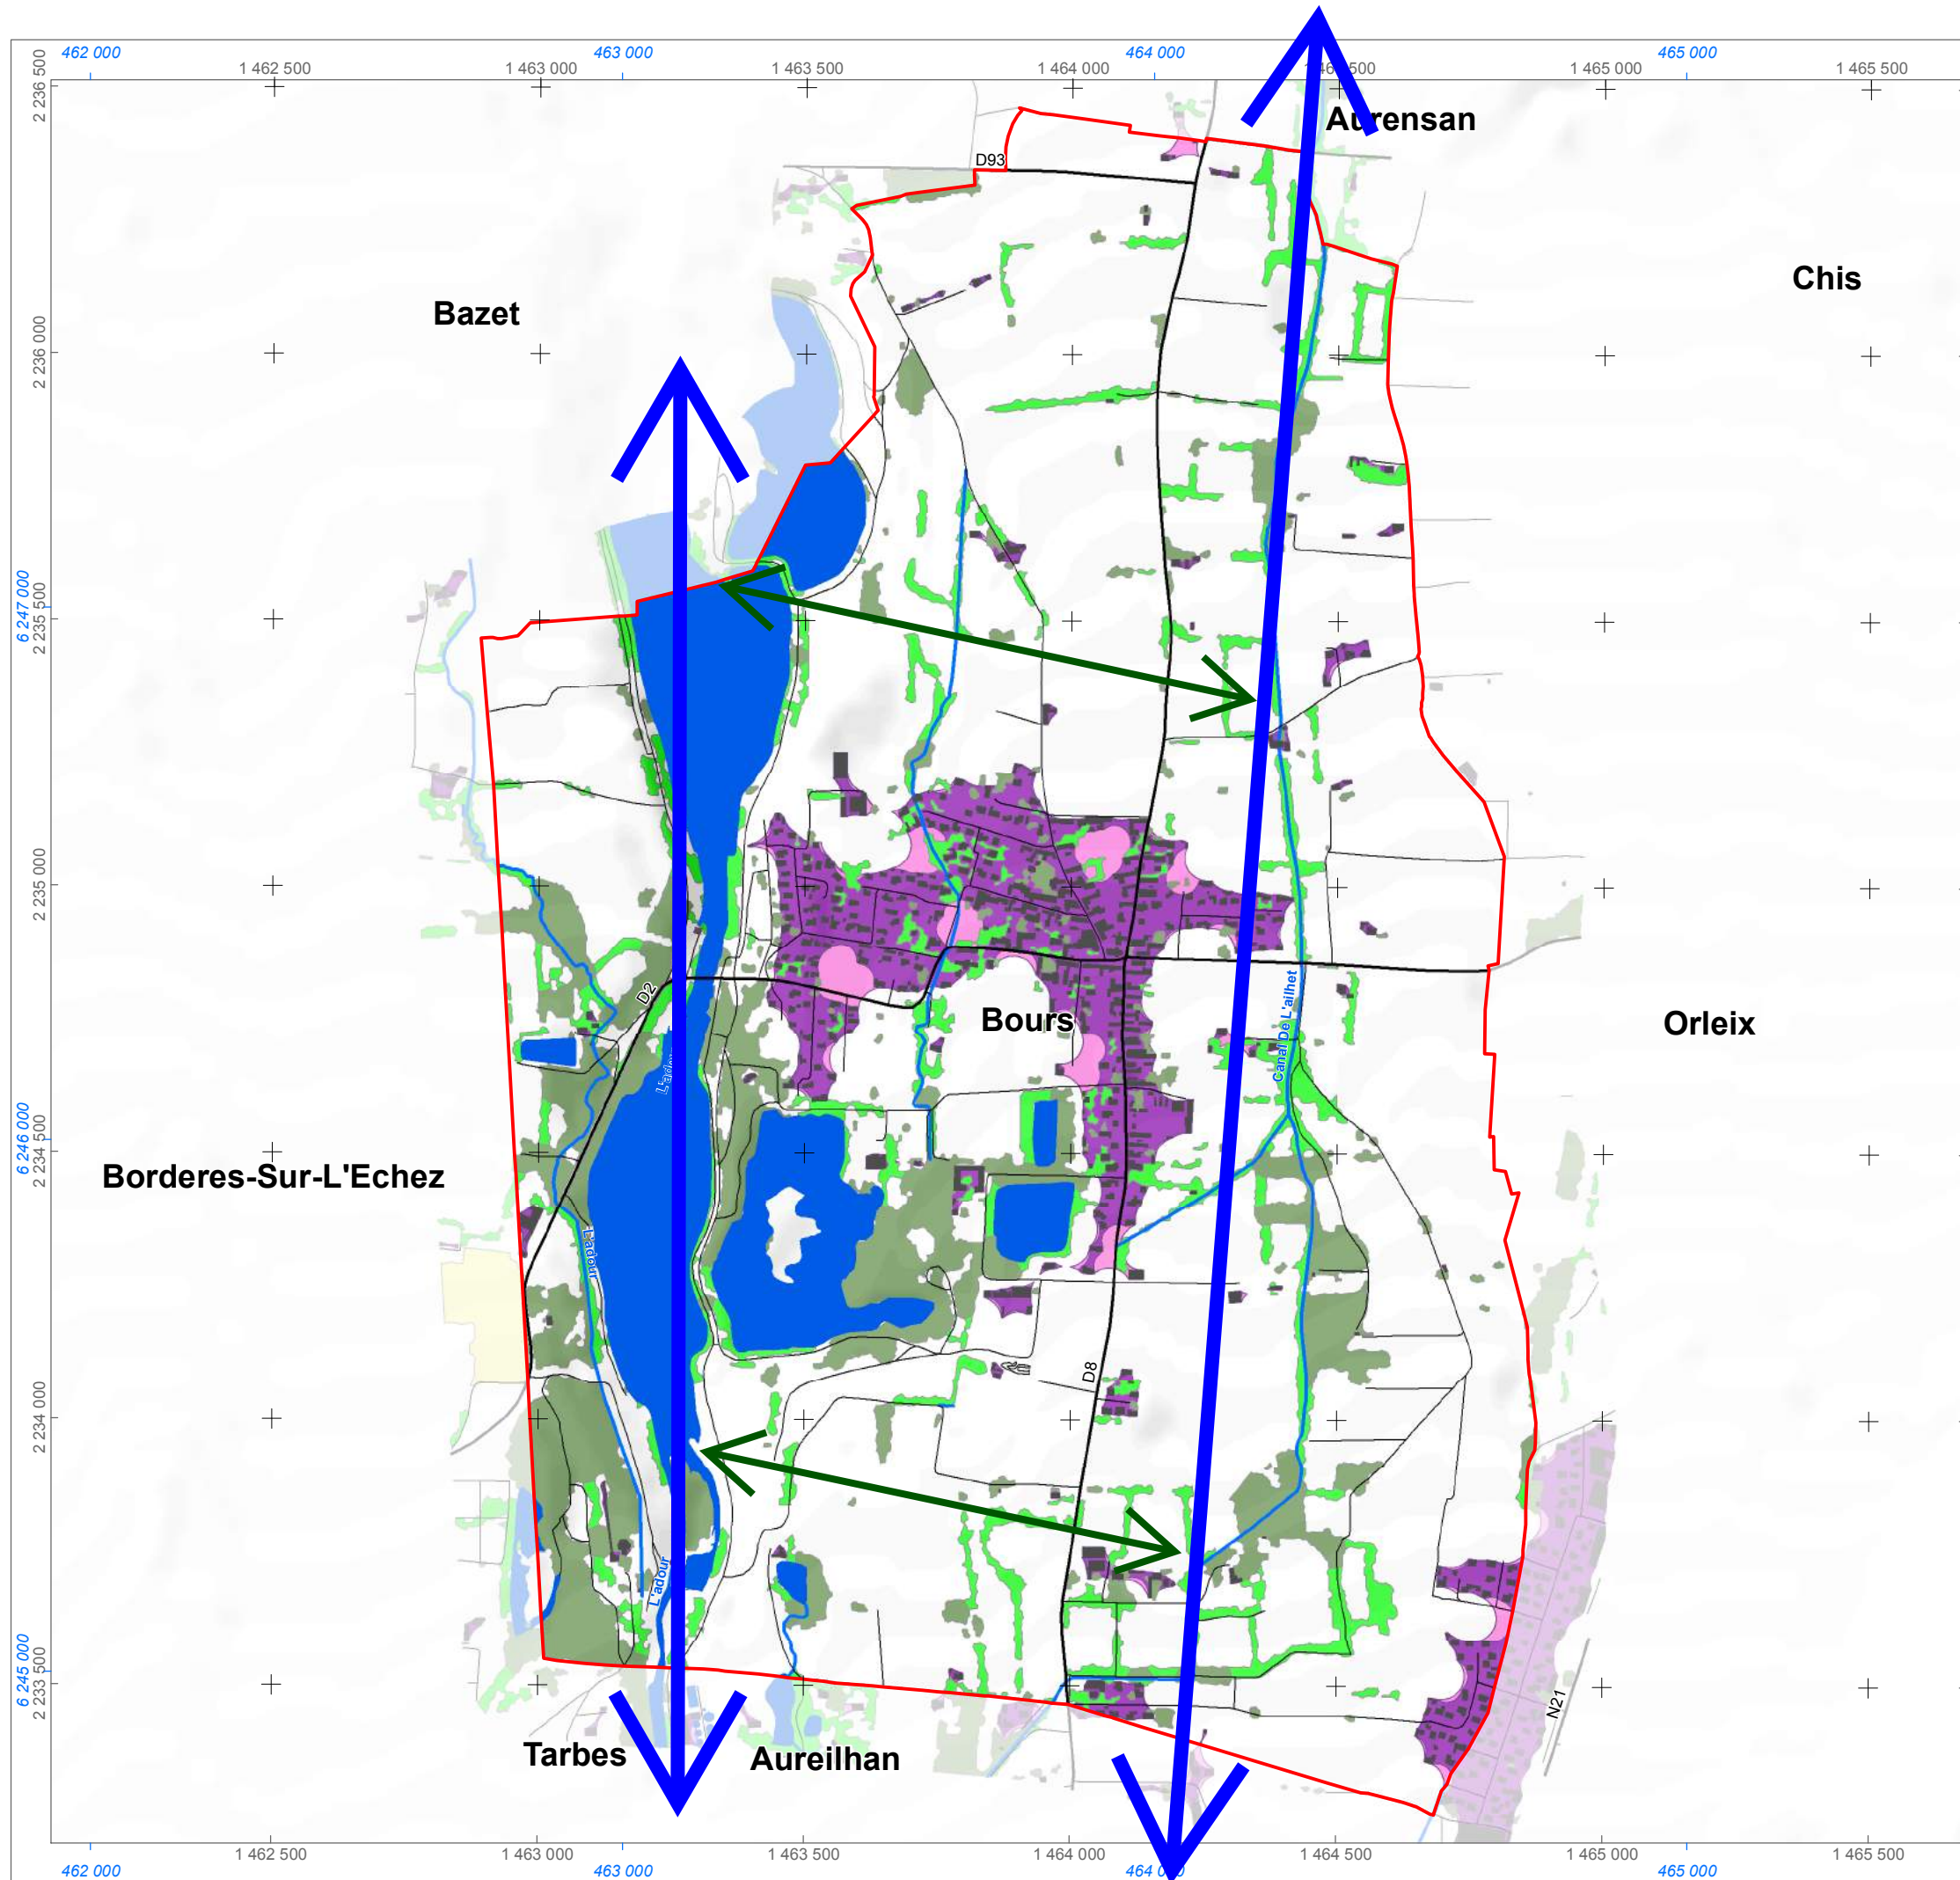 462 000 463 000 464 000 465 000
1 462 500 1 463 000 1 463 500 1 464 000 1 465 000 1 465 500
2 236 500
Aurensan
D93
Chis
Bazet
2 236 000
6 247 000
2 235 500
2 235 000
D2
Canal De L'ailhet
Bours
Orleix
6 246 000
2 234 500
Borderes-Sur-L'Echez
L'adour
D8
2 234 000
L'adour
6 245 000
2 233 500
N21
Tarbes
Aureilhan
1 462 500 1 463 000 1 463 500 1 464 000 1 464 500 1 465 000 1 465 500
462 000 463 000 465 000